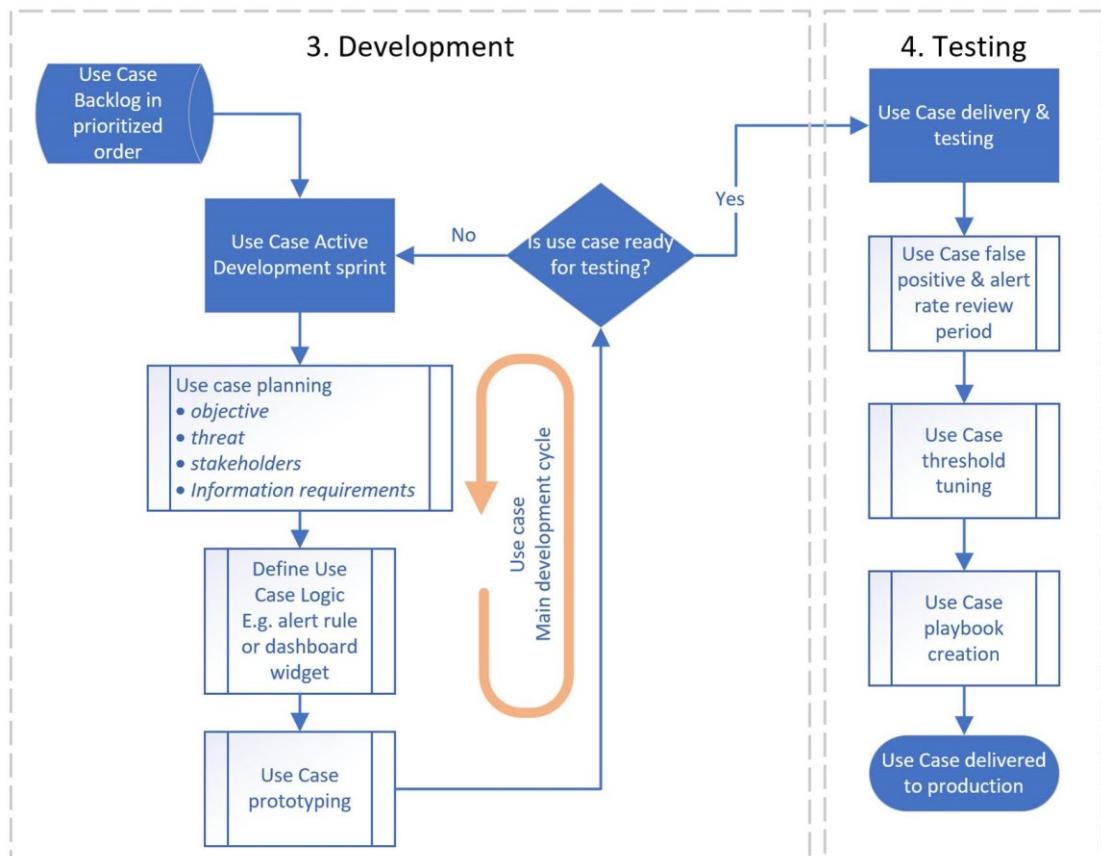 3. Development
Use Case
Backlog in
prioritized
order
Use Case Active
Development sprint
No
Is use case ready
for testing?
Yes
Use case planning
• objective
• threat
• stakeholders
• Information requirements
Define Use
Case Logic
E.g. alert rule
or dashboard
widget
Use Case
prototyping
Use case
Main development cycle
4. Testing
Use Case delivery &
testing
Use Case false
positive & alert
rate review
period
Use Case
threshold
tuning
Use Case
playbook
creation
Use Case delivered
to production